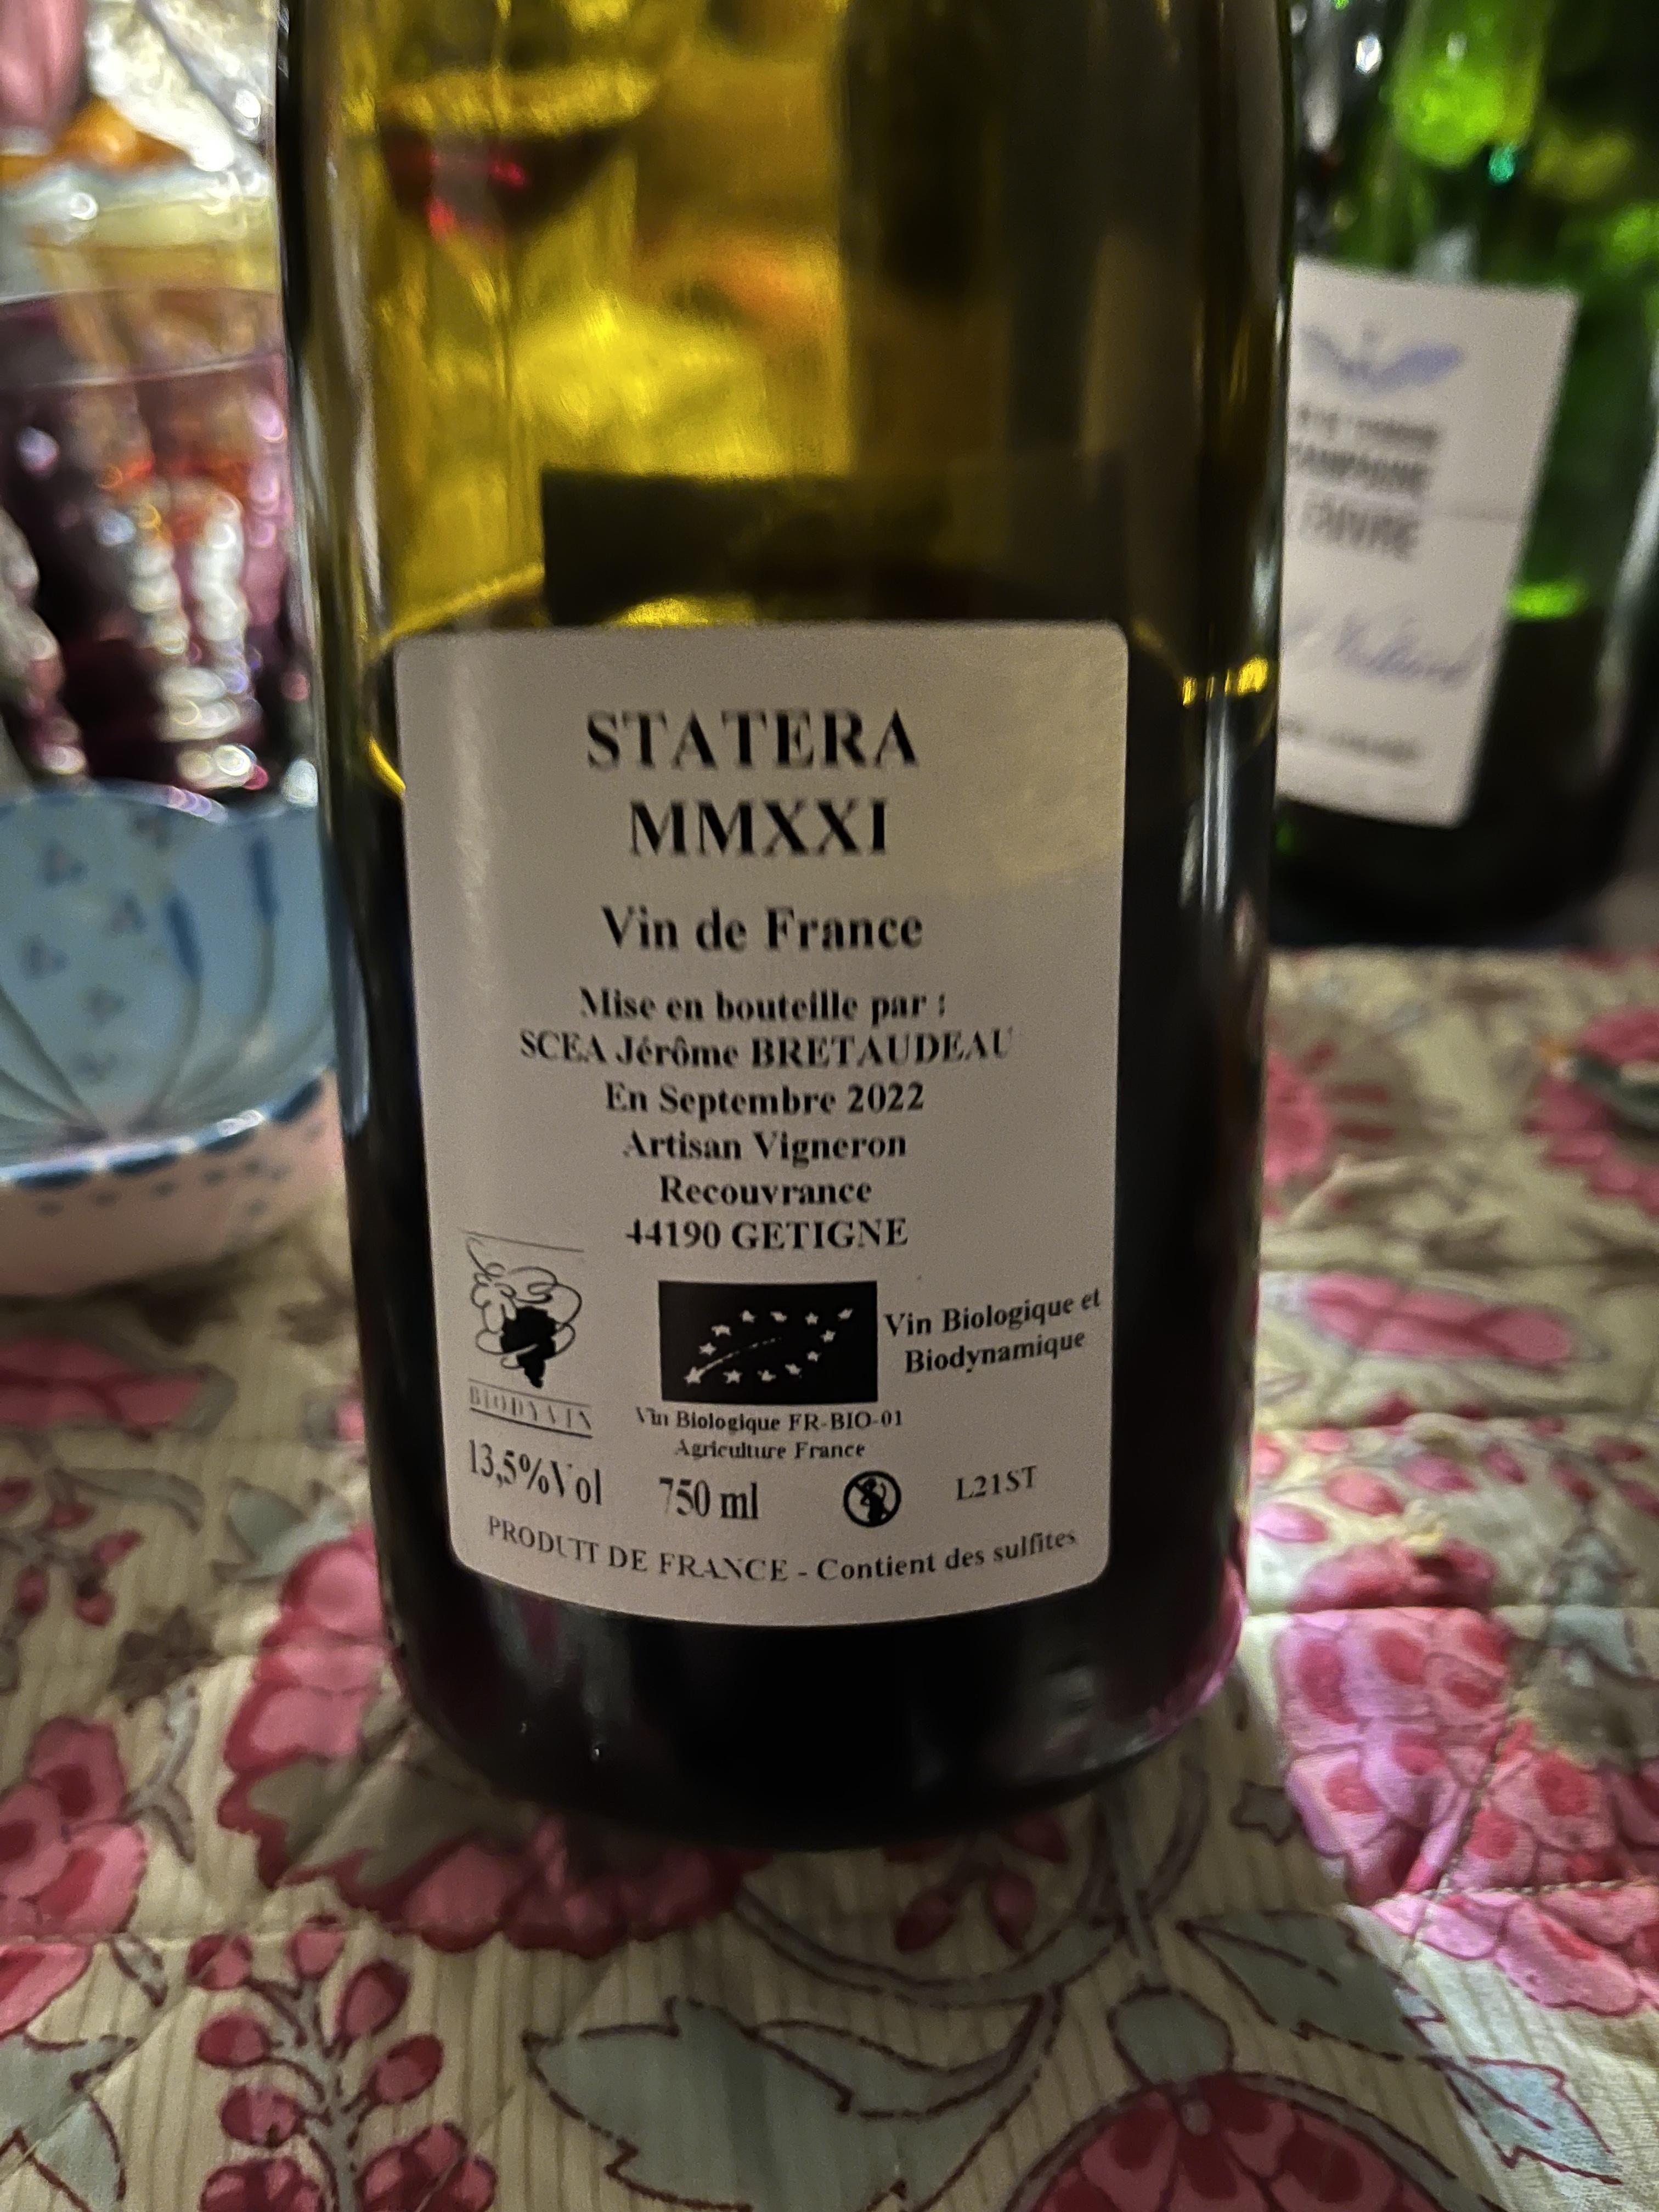 STATERA
MMXXI
Vin de France
Mise en bouteille par :
SCEA Jérôme BRETAUDEAU
En Septembre 2022
Artisan Vigneron
Recouvrance
44190 GETIGNE
BIODYVIN
Vin Biologique et
Biodynamique
Vin Biologique FR-BIO-01
Agriculture France
13,5%Vol
750 ml
L21ST
PRODUIT DE FRANCE - Contient des sulfites